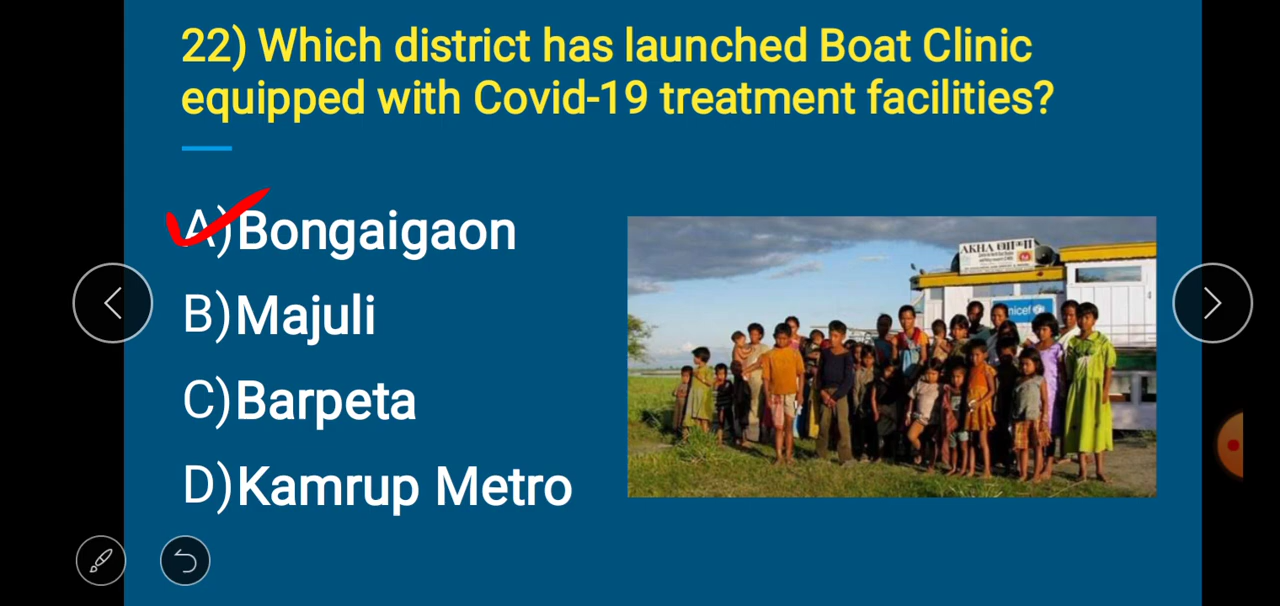 22) Which district has launched Boat Clinic
equipped with Covid-19 treatment facilities?
A) Bongaigaon
B) Majuli
C) Barpeta
D) Kamrup Metro
AKHA
nicef